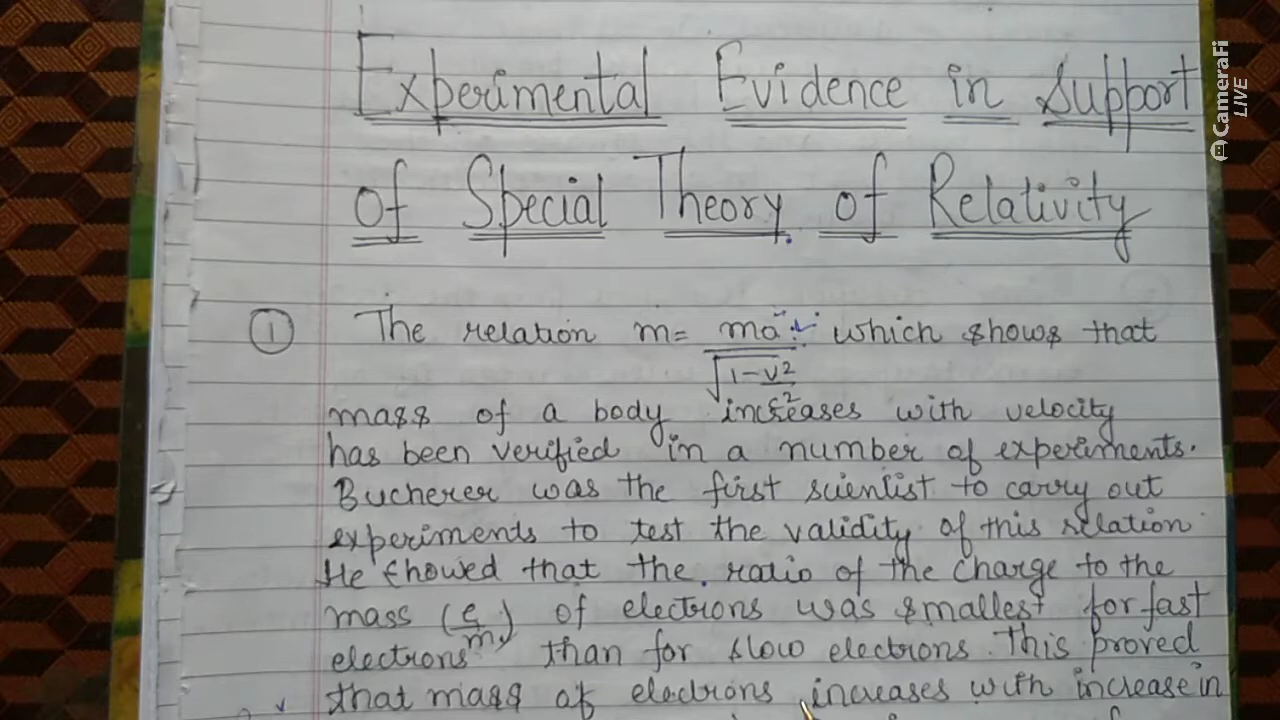 Experimental Evidence in Support
of Special Theory of Relativity
① The relation m = mo / √1-v²/c² which shows that
mass of a body increases with velocity
has been verified in a number of experiments.
Bucherer was the first scientist to carry out
experiments to test the validity of this relation
He showed that the ratio of the charge to the
mass (e/m) of electrons was smallest for fast
electrons than for slow electrons. This proved
that mass of electrons increases with increase in
CameraFi
LIVE